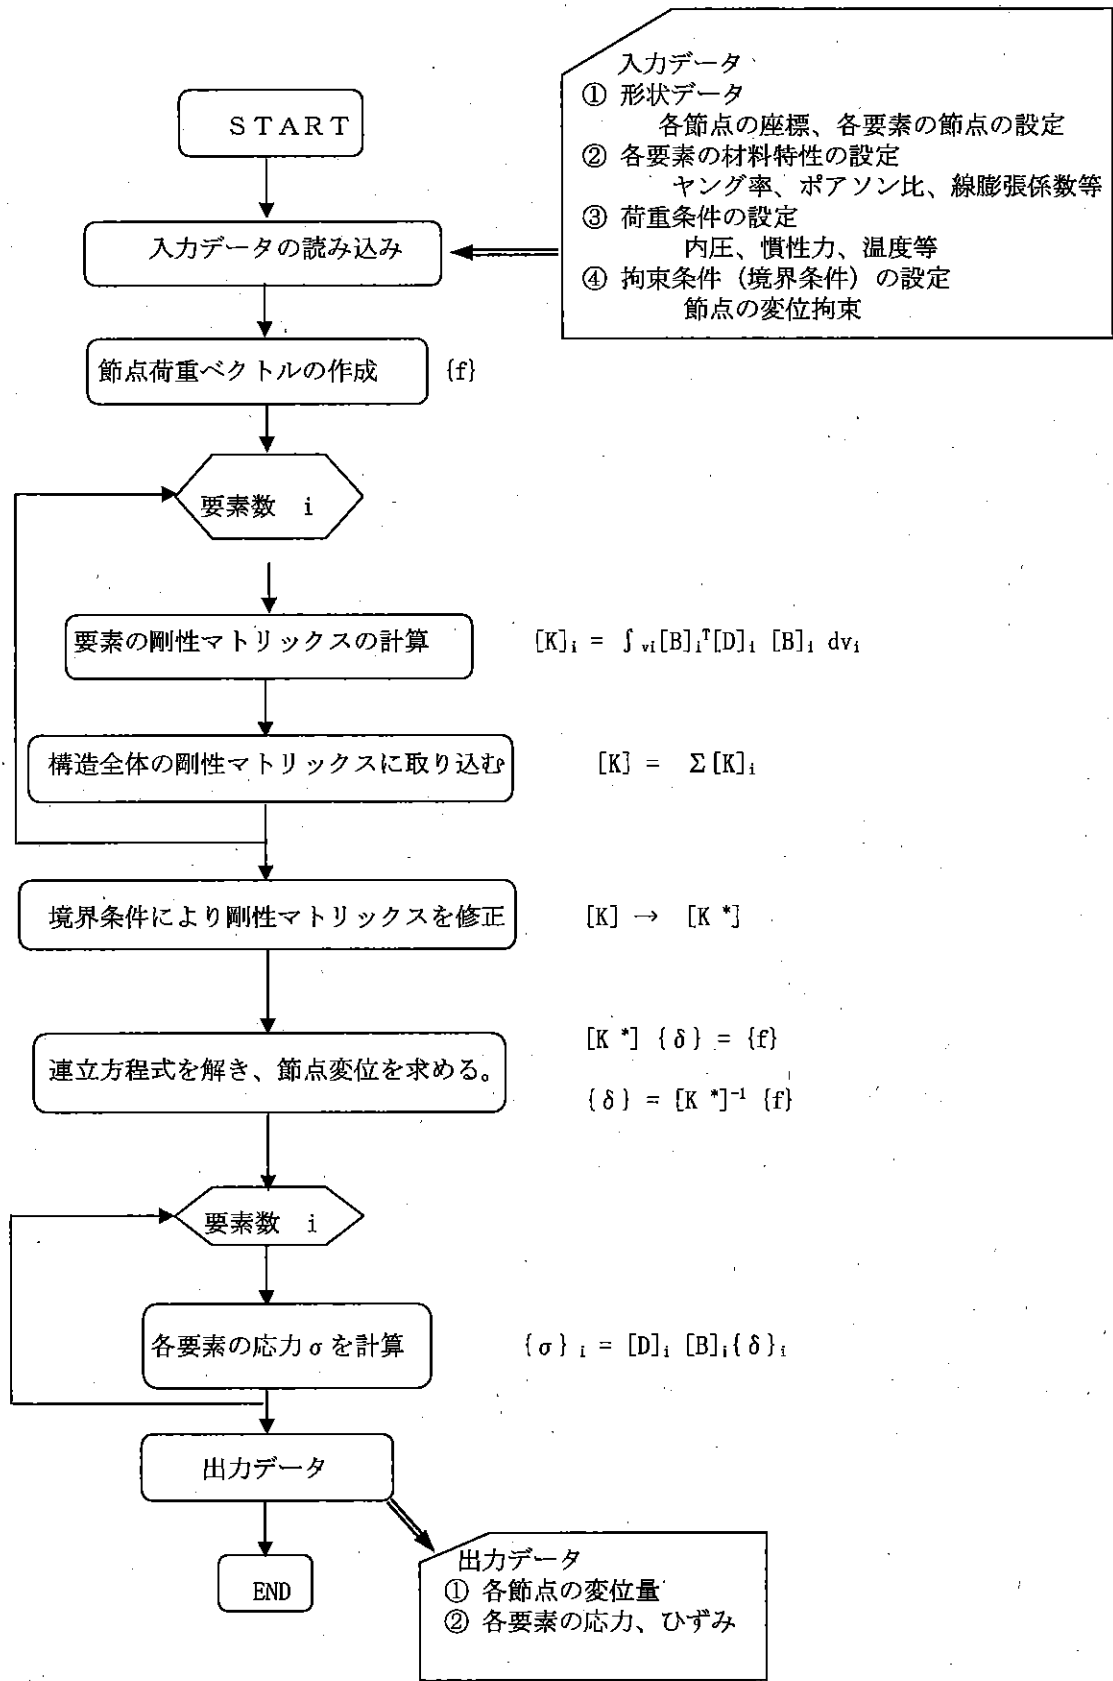 START
入力データ
① 形状データ
各節点の座標、各要素の節点の設定
② 各要素の材料特性の設定
ヤング率、ポアソン比、線膨張係数等
③ 荷重条件の設定
内圧、慣性力、温度等
④ 拘束条件（境界条件）の設定
節点の変位拘束
入力データの読み込み
節点荷重ベクトルの作成 {f}
要素数 i
要素の剛性マトリックスの計算 [K]ᵢ = ∫ᵥᵢ[B]ᵢᵀ[D]ᵢ [B]ᵢ dvᵢ
構造全体の剛性マトリックスに取り込む [K] = Σ[K]ᵢ
境界条件により剛性マトリックスを修正 [K] → [K *]
連立方程式を解き、節点変位を求める。
[K *] {δ} = {f}
{δ} = [K *]⁻¹ {f}
要素数 i
各要素の応力σを計算 {σ}ᵢ = [D]ᵢ [B]ᵢ{δ}ᵢ
出力データ
END
出力データ
① 各節点の変位量
② 各要素の応力、ひずみ